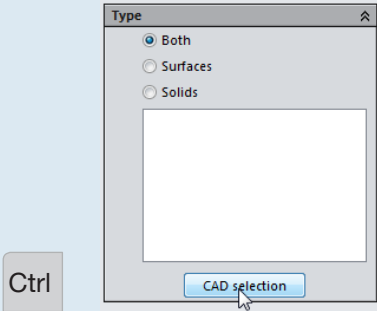 Type
Both
Surfaces
Solids
CAD selection
Ctrl